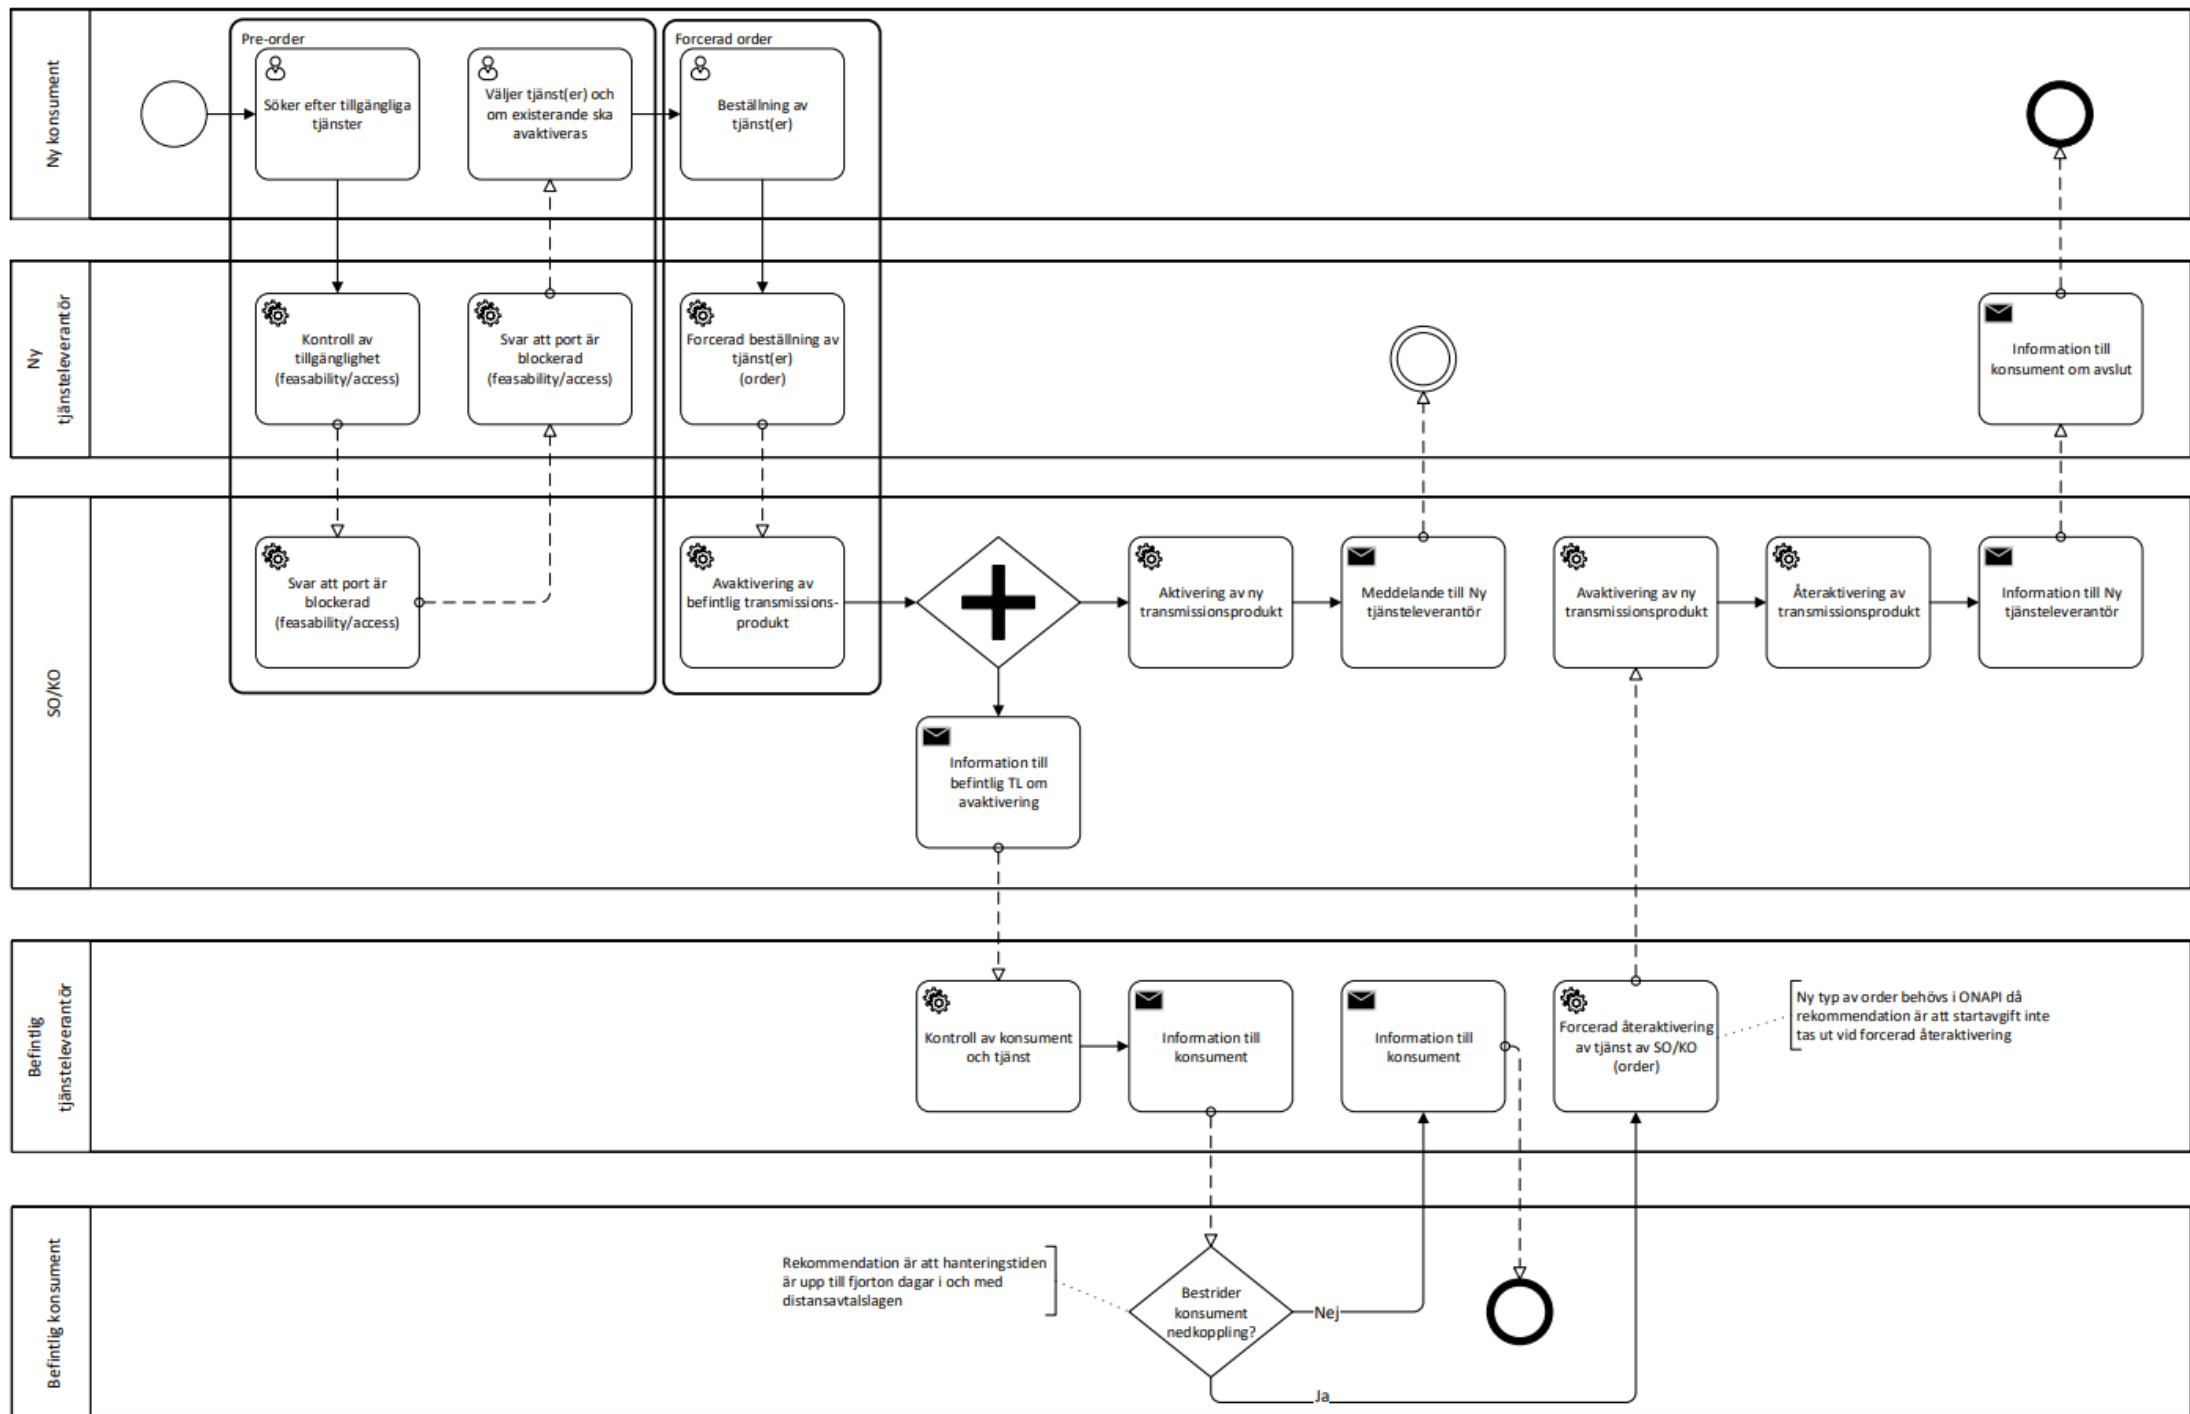 Ny konsument
Pre-order
Söker efter tillgängliga
tjänster
Väljer tjänst(er) och
om existerande ska
avaktiveras
Forcerad order
Beställning av
tjänst(er)
Ny
tjänsteleverantör
Kontroll av
tillgänglighet
(feasability/access)
Svar att port är
blockerad
(feasability/access)
Forcerad beställning av
tjänst(er)
(order)
Information till
konsument om avslut
SO/KO
Svar att port är
blockerad
(feasability/access)
Avaktivering av
befintlig transmissions-
produkt
Aktivering av ny
transmissionsprodukt
Meddelande till Ny
tjänsteleverantör
Avaktivering av ny
transmissionsprodukt
Återaktivering av
transmissionsprodukt
Information till Ny
tjänsteleverantör
Information till
befintlig TL om
avaktivering
Befintlig
tjänsteleverantör
Kontroll av konsument
och tjänst
Information till
konsument
Information till
konsument
Forcerad återaktivering
av tjänst av SO/KO
(order)
Ny typ av order behövs i ONAPI då
rekommendation är att startavgift inte
tas ut vid forcerad återaktivering
Befintlig konsument
Rekommendation är att hanteringstiden
är upp till fjorton dagar i och med
distansavtalslagen
Bestrider
konsument
nedkoppling?
Nej
Ja